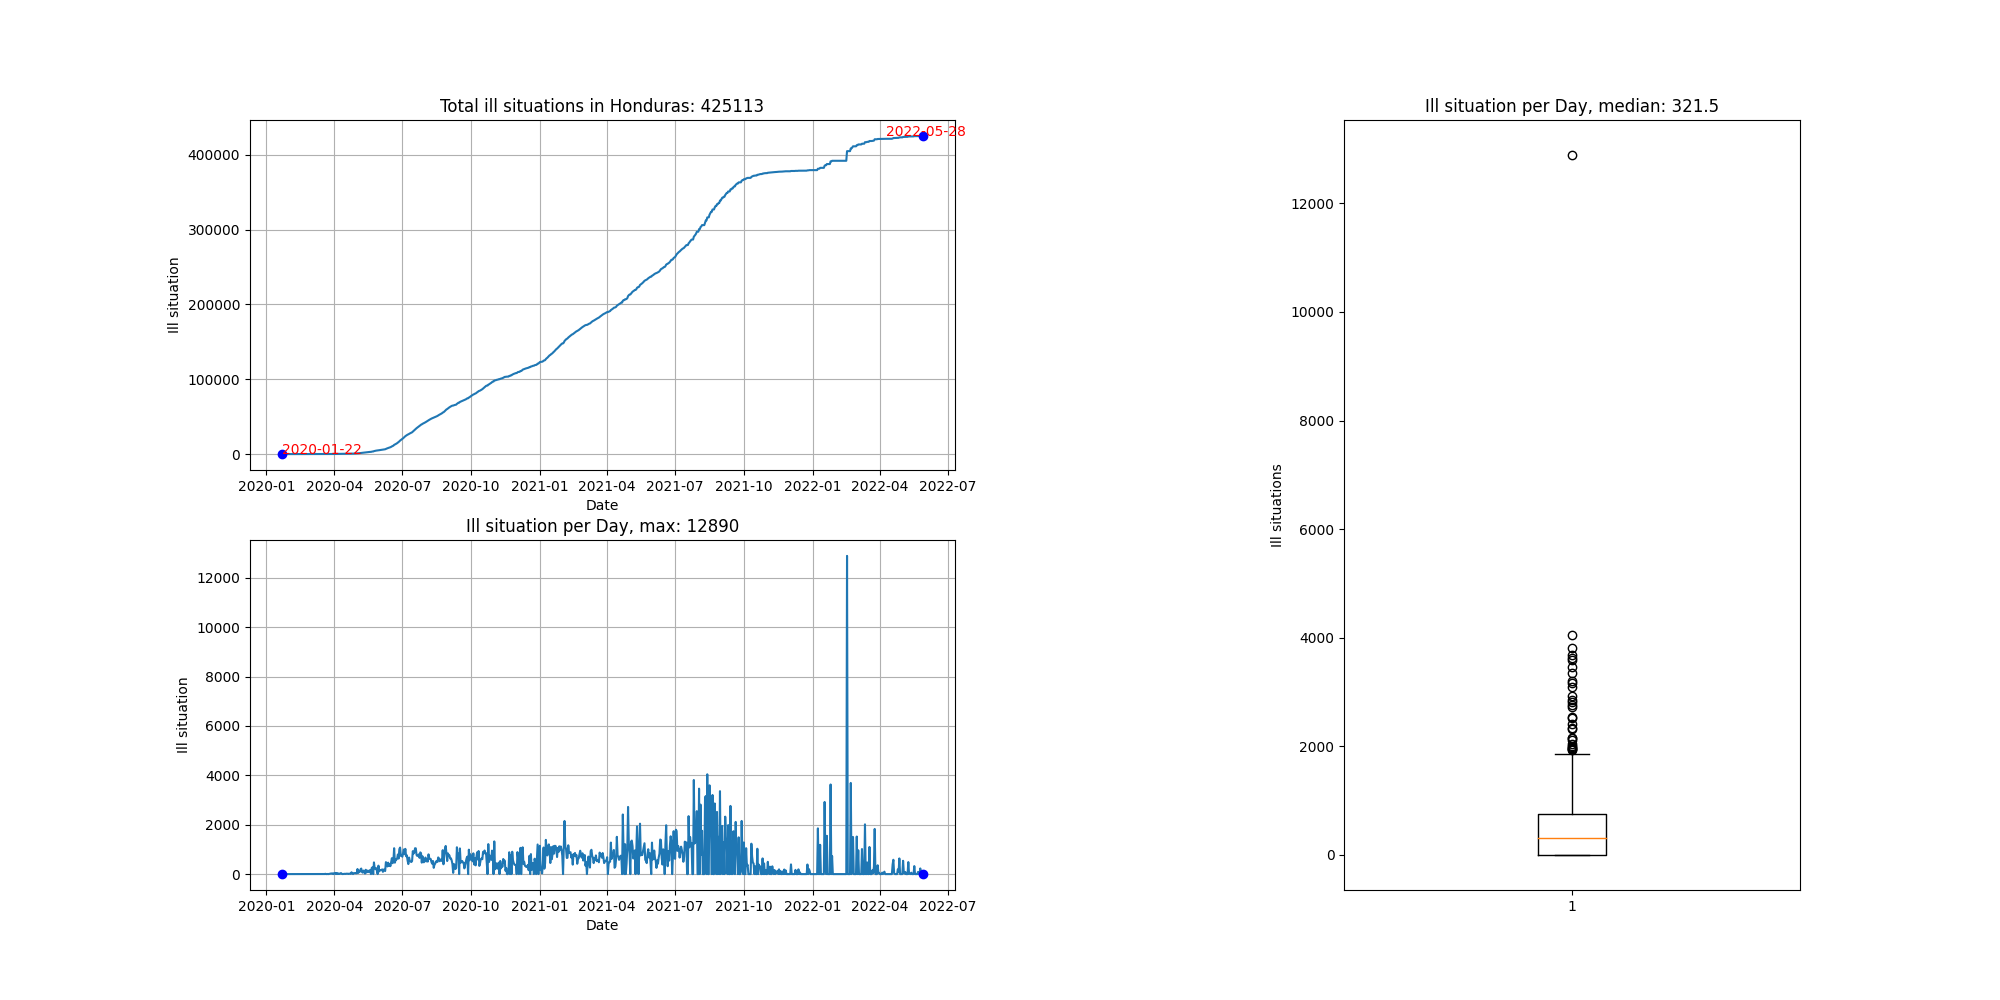 Total ill situations in Honduras: 425113
Ill situation
400000
300000
200000
100000
0
2022-05-28
2020-01-22
2020-01 2020-04 2020-07 2020-10 2021-01 2021-04 2021-07 2021-10 2022-01 2022-04 2022-07
Date
Ill situation per Day, max: 12890
Ill situation
12000
10000
8000
6000
4000
2000
0
2020-01 2020-04 2020-07 2020-10 2021-01 2021-04 2021-07 2021-10 2022-01 2022-04 2022-07
Date
Ill situation per Day, median: 321.5
Ill situations
12000
10000
8000
6000
4000
2000
0
1